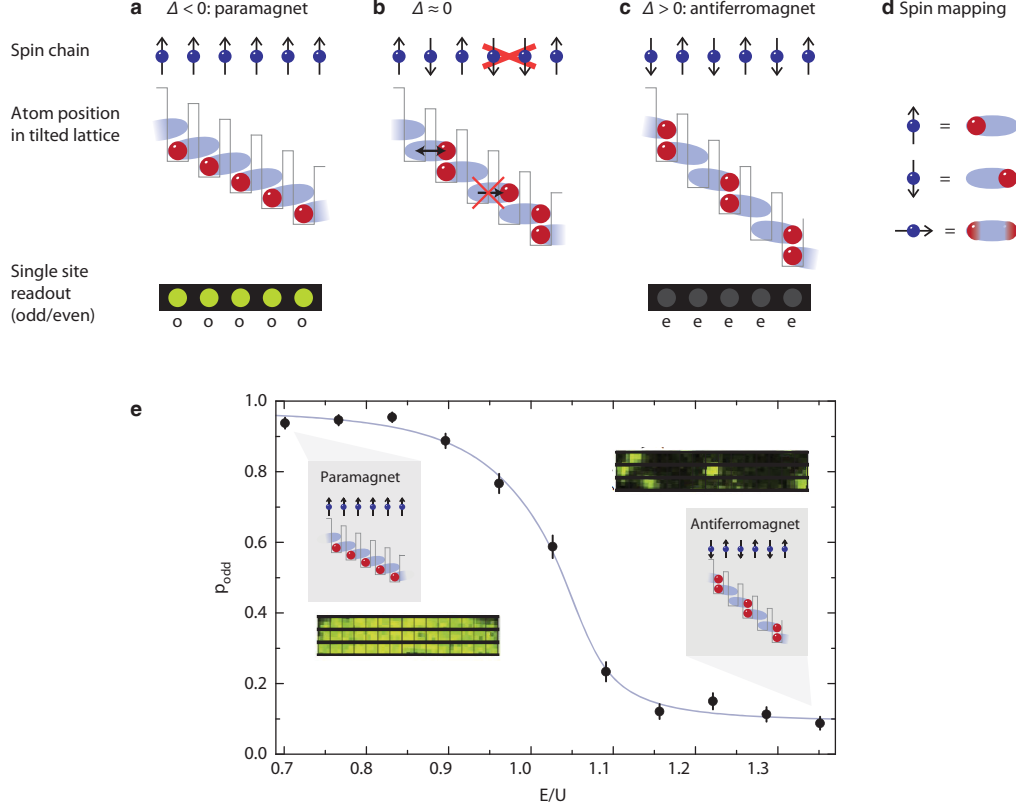 a Δ < 0: paramagnet
b Δ ≈ 0
c Δ > 0: antiferromagnet
d Spin mapping
Spin chain
Atom position
in tilted lattice
=
=
=
Single site
readout
(odd/even)
o o o o o
e e e e e
e
1.0
0.8
0.6
0.4
0.2
0.0
p_odd
Paramagnet
Antiferromagnet
0.7 0.8 0.9 1.0 1.1 1.2 1.3
E/U